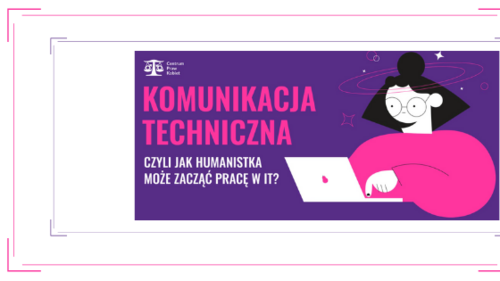 Centrum
Praw
Kobiet
KOMUNIKACJA
TECHNICZNA
CZYLI JAK HUMANISTKA
MOŻE ZACZĄĆ PRACĘ W IT?